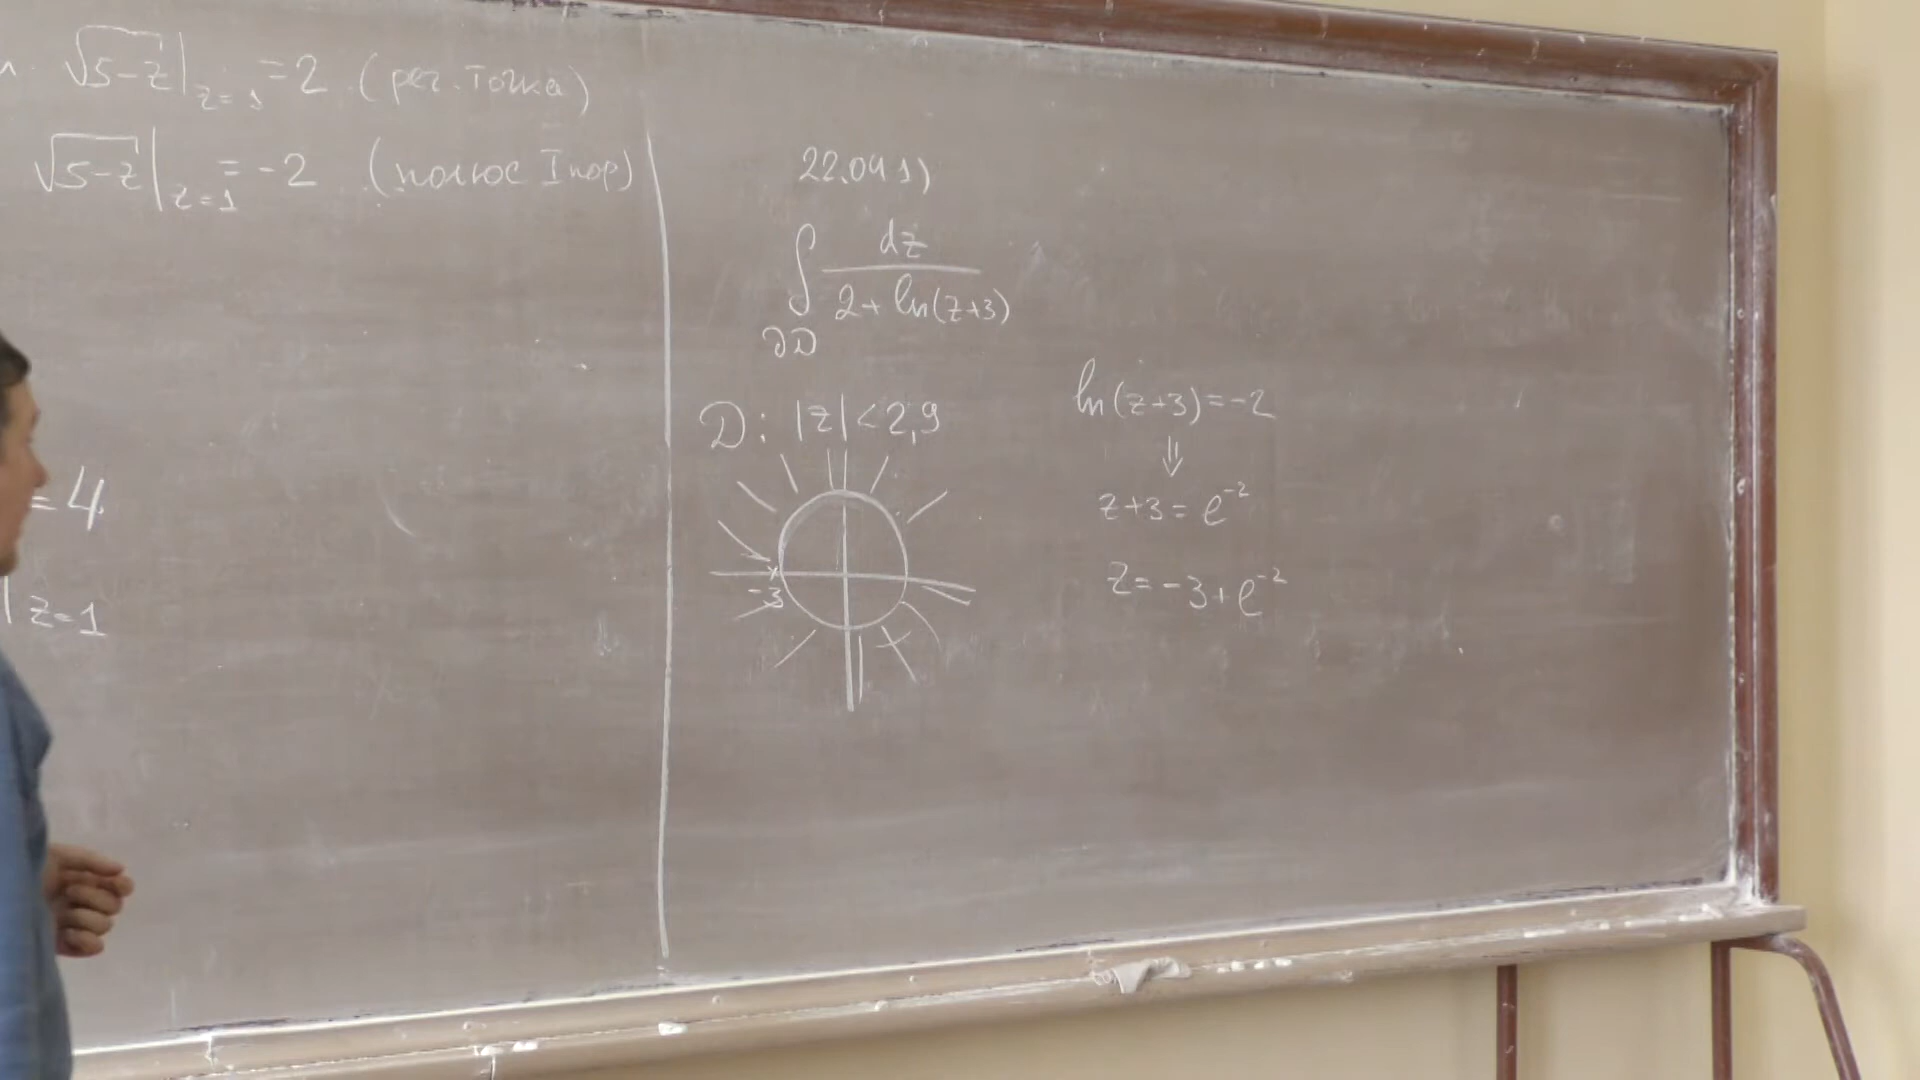 √5-z |z=1 = 2 (рег. точка)
√5-z |z=1 = -2 (полюс I пор)
= 4
| z=1
22.04 1)
∫∂D dz / (2 + ln(z+3))
D: |z| < 2,9
-3
ln(z+3) = -2
⇓
z+3 = e^-2
z = -3 + e^-2